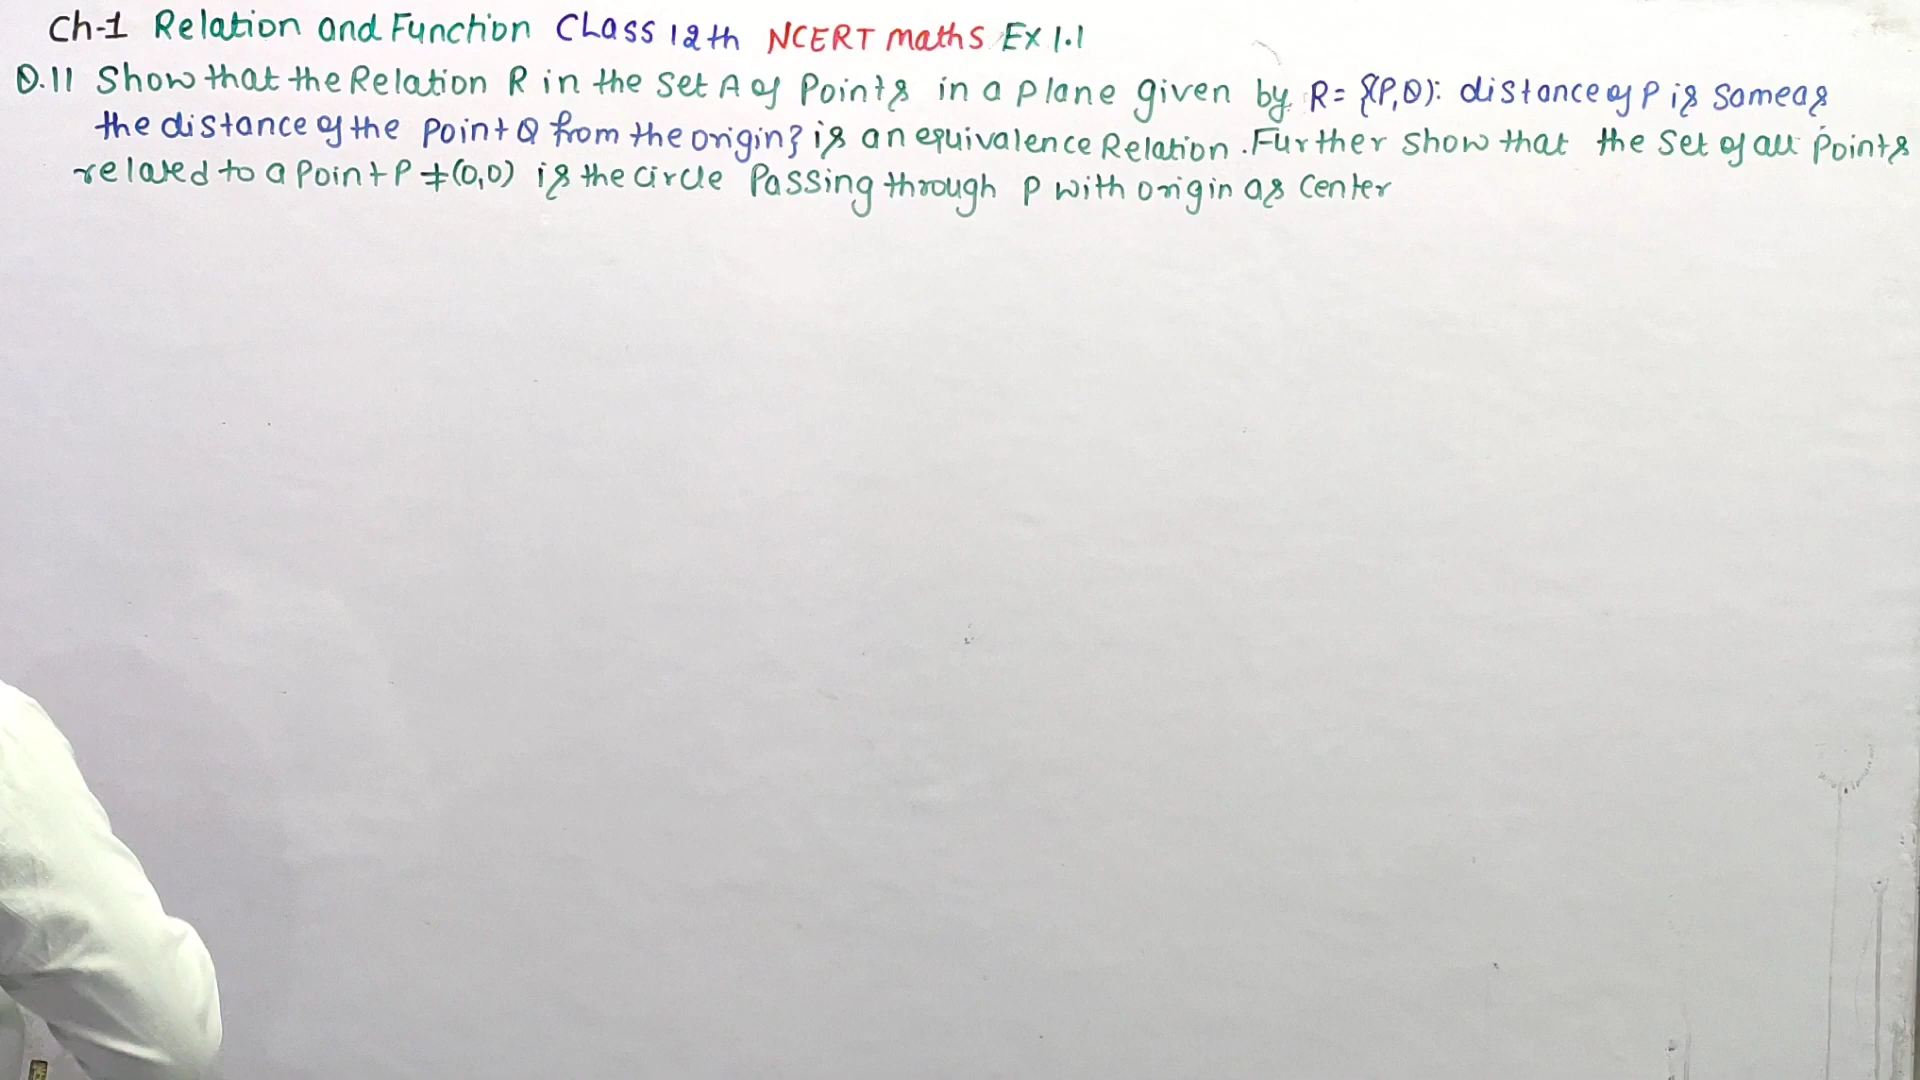 Ch-1 Relation and Function Class 12th NCERT maths Ex 1.1
Q.11 Show that the Relation R in the set A of Points in a plane given by R = {(P,Q): distance of P is same as
the distance of the point Q from the origin} is an equivalence Relation. Further show that the set of all Points
related to a Point P ≠ (0,0) is the circle Passing through P with origin as Center